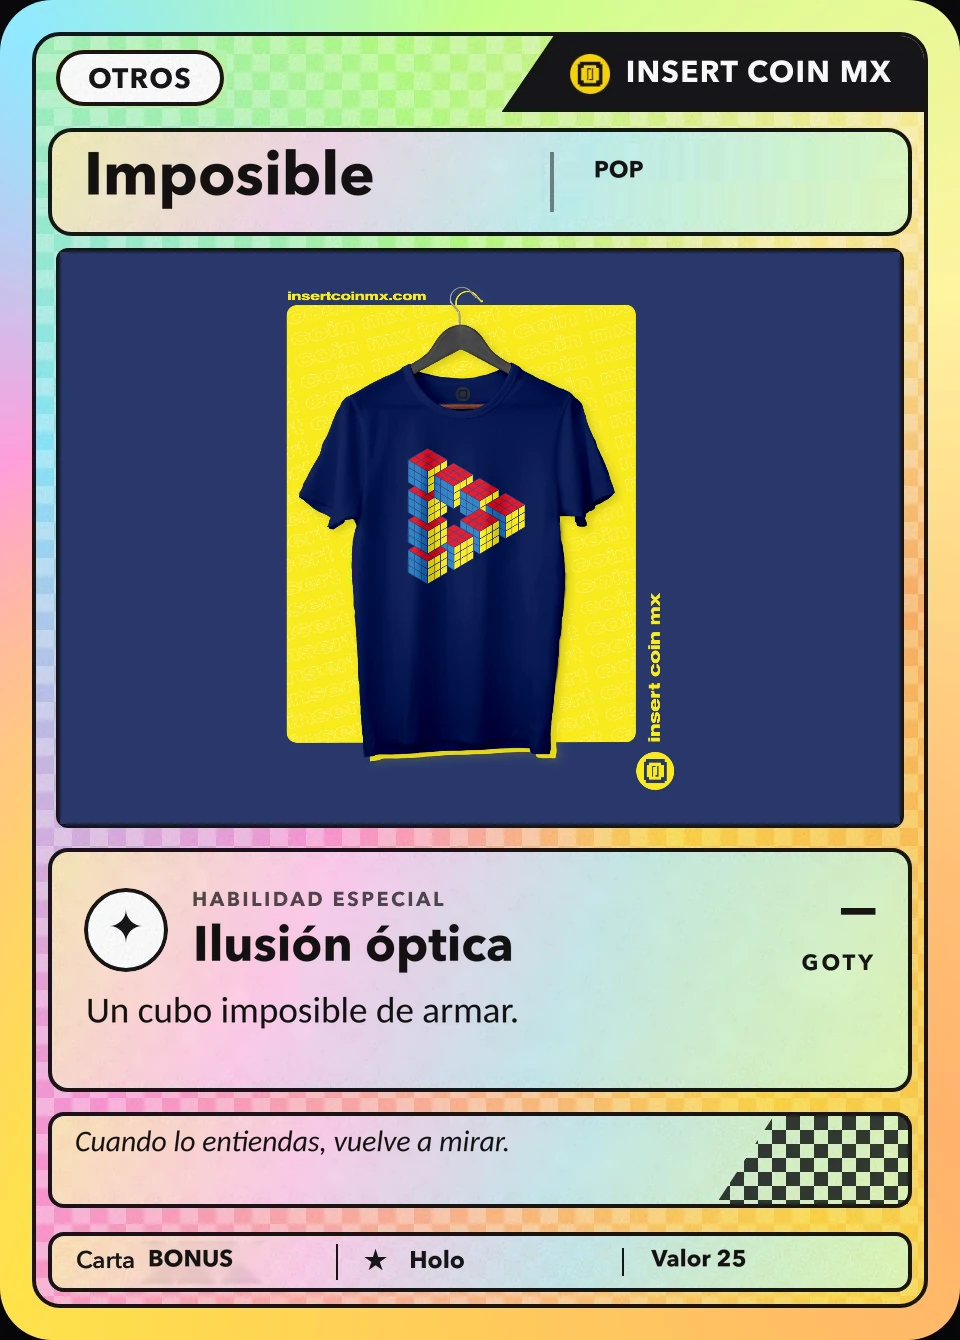 OTROS
INSERT COIN MX
Imposible
POP
insertcoinmx.com
insert coin mx
HABILIDAD ESPECIAL
Ilusión óptica
—
GOTY
Un cubo imposible de armar.
Cuando lo entiendas, vuelve a mirar.
Carta BONUS
★ Holo
Valor 25